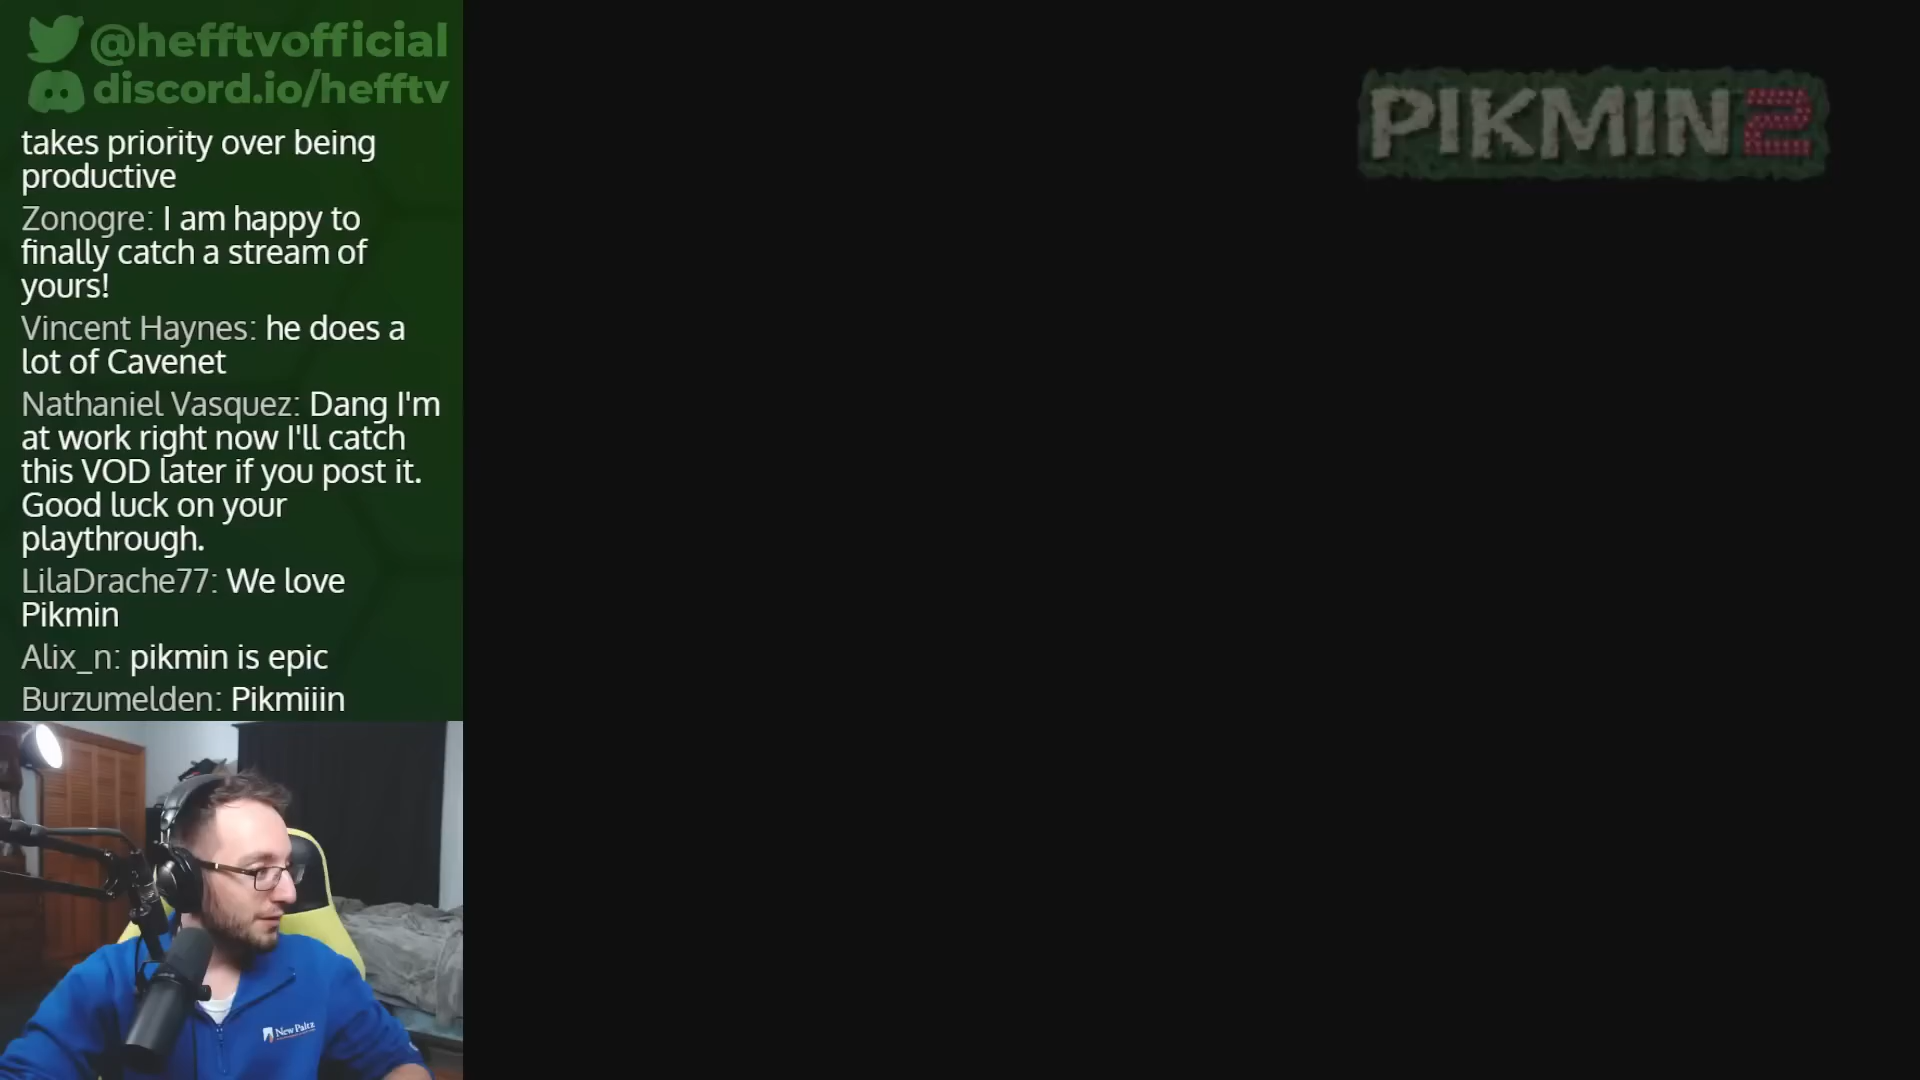 @hefftvofficial
discord.io/hefftv
takes priority over being
productive
Zonogre: I am happy to
finally catch a stream of
yours!
Vincent Haynes: he does a
lot of Cavenet
Nathaniel Vasquez: Dang I'm
at work right now I'll catch
this VOD later if you post it.
Good luck on your
playthrough.
LilaDrache77: We love
Pikmin
Alix_n: pikmin is epic
Burzumelden: Pikmiiin
PIKMIN 2
New Paltz